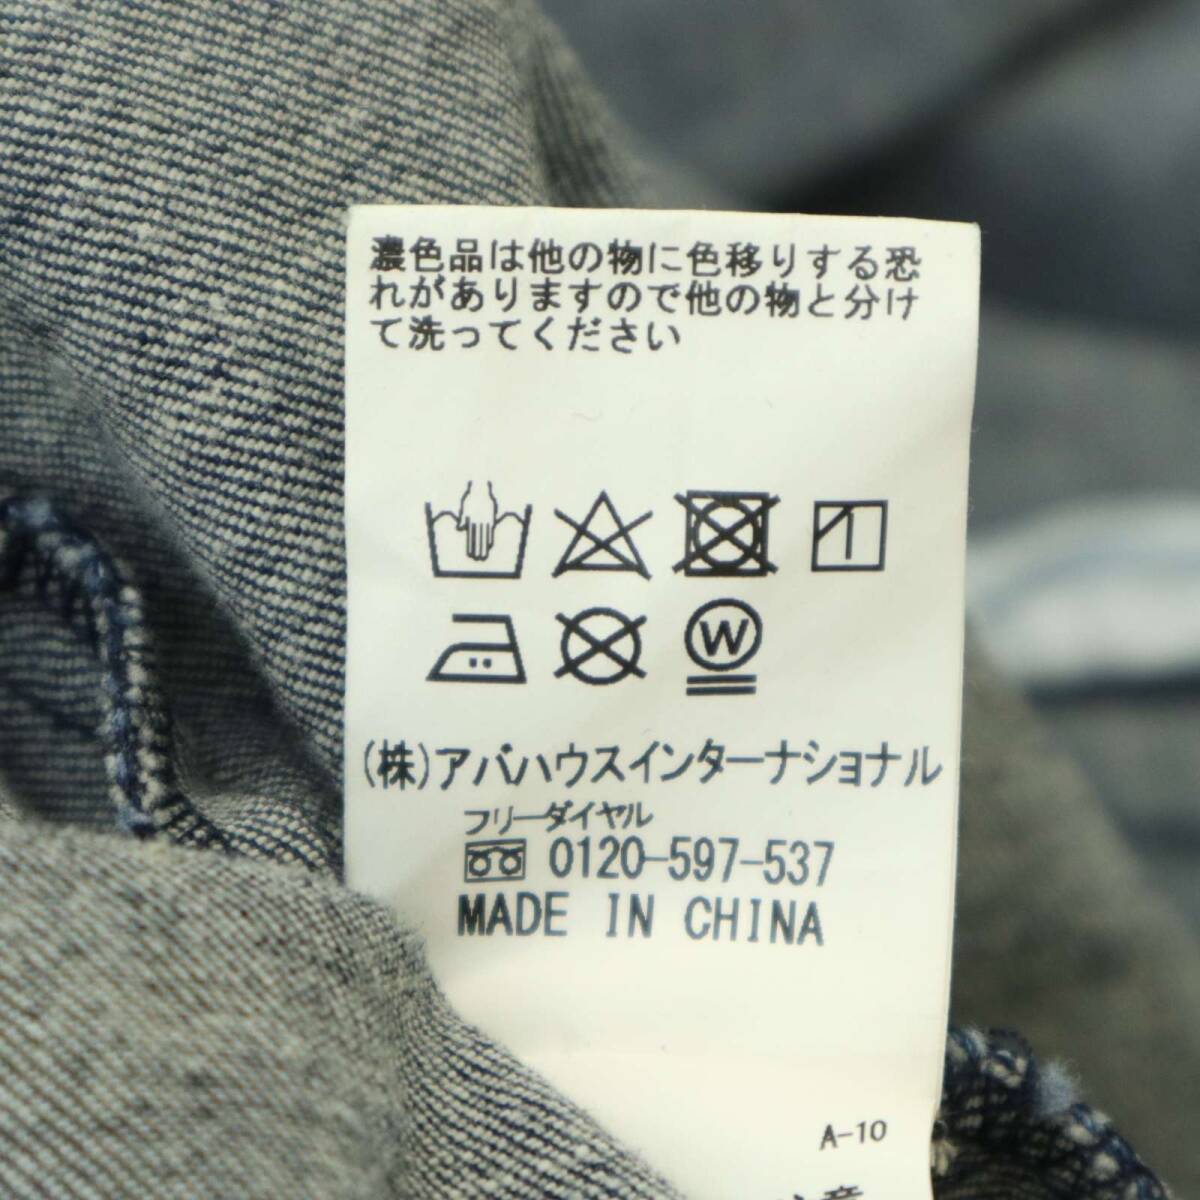 濃色品は他の物に色移りする恐
れがありますので他の物と分け
て洗ってください
W
(株)アバハウスインターナショナル
フリーダイヤル
0120-597-537
MADE IN CHINA
A-10